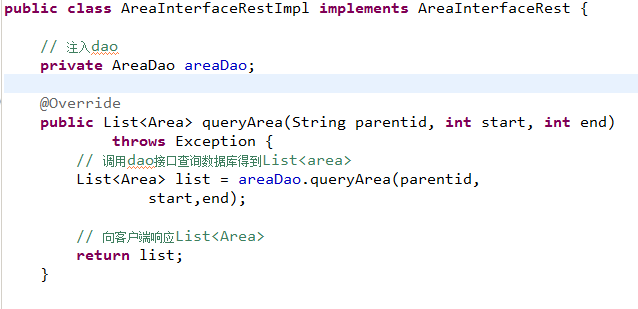 public class AreaInterfaceRestImpl implements AreaInterfaceRest {
// 注入dao
private AreaDao areaDao;
@Override
public List<Area> queryArea(String parentid, int start, int end)
throws Exception {
// 调用dao接口查询数据库得到List<area>
List<Area> list = areaDao.queryArea(parentid,
start,end);
// 向客户端响应List<Area>
return list;
}